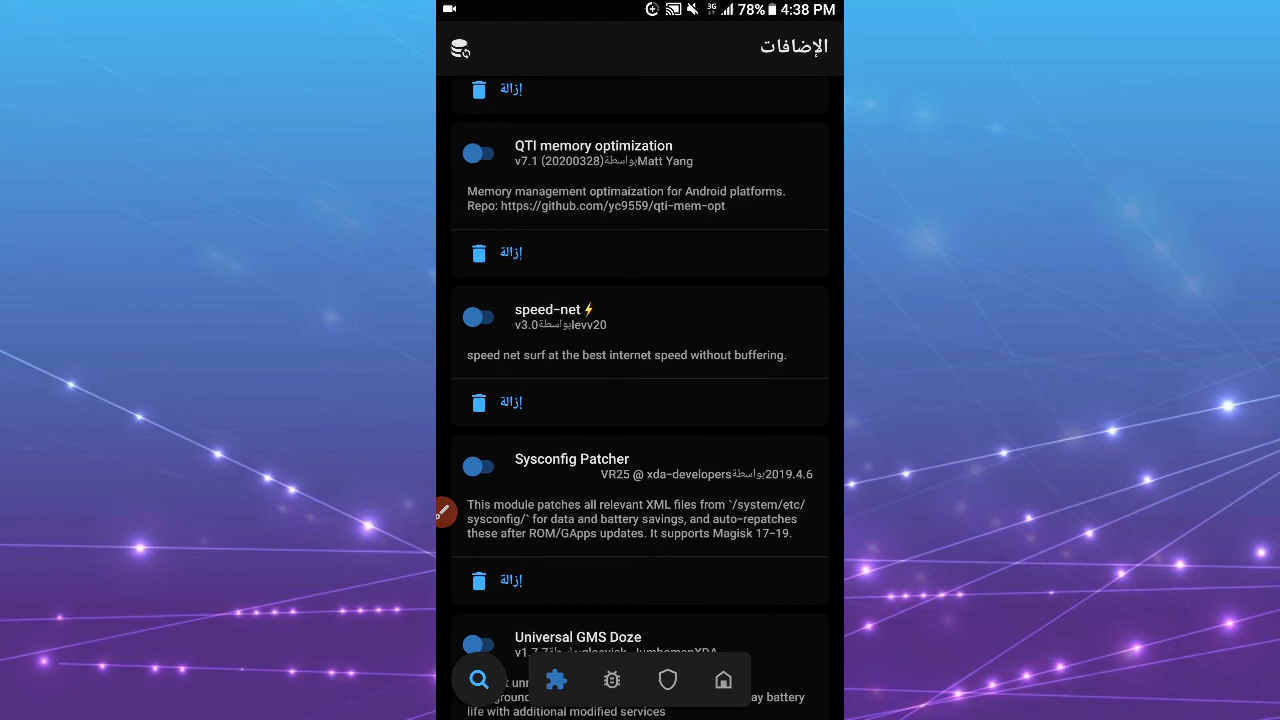 3G 78% 4:38 PM
الإضافات
إزالة
QTI memory optimization
v7.1 (20200328)بواسطةMatt Yang
Memory management optimaization for Android platforms.
Repo: https://github.com/yc9559/qti-mem-opt
إزالة
speed-net⚡
v3.0بواسطةlevv20
speed net surf at the best internet speed without buffering.
إزالة
Sysconfig Patcher
VR25 @ xda-developersبواسطة2019.4.6
This module patches all relevant XML files from `/system/etc/
sysconfig/` for data and battery savings, and auto-repatches
these after ROM/GApps updates. It supports Magisk 17-19.
إزالة
Universal GMS Doze
life with additional modified services